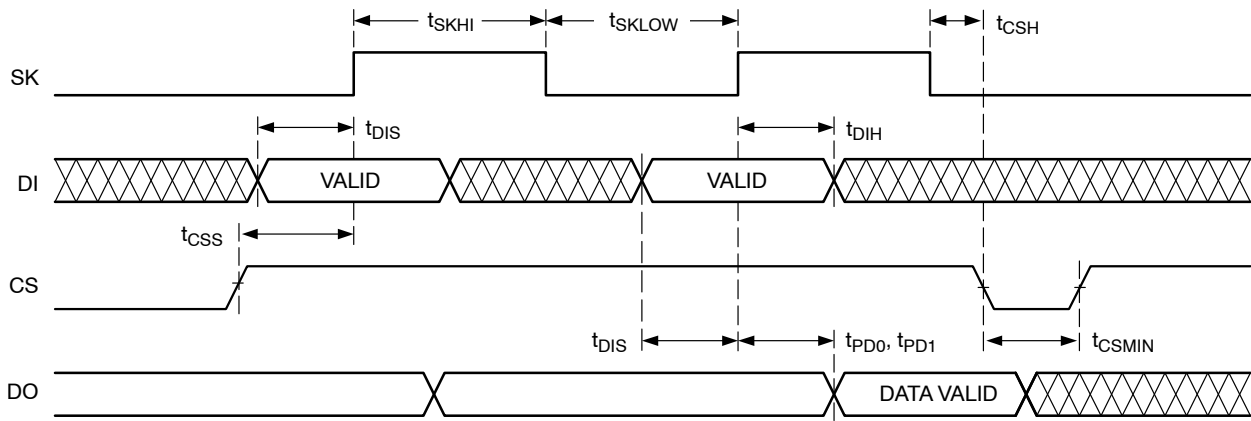 tSKHI tSKLOW tCSH
SK
tDIS tDIH
DI VALID VALID
tCSS
CS
tDIS tPD0, tPD1 tCSMIN
DO DATA VALID